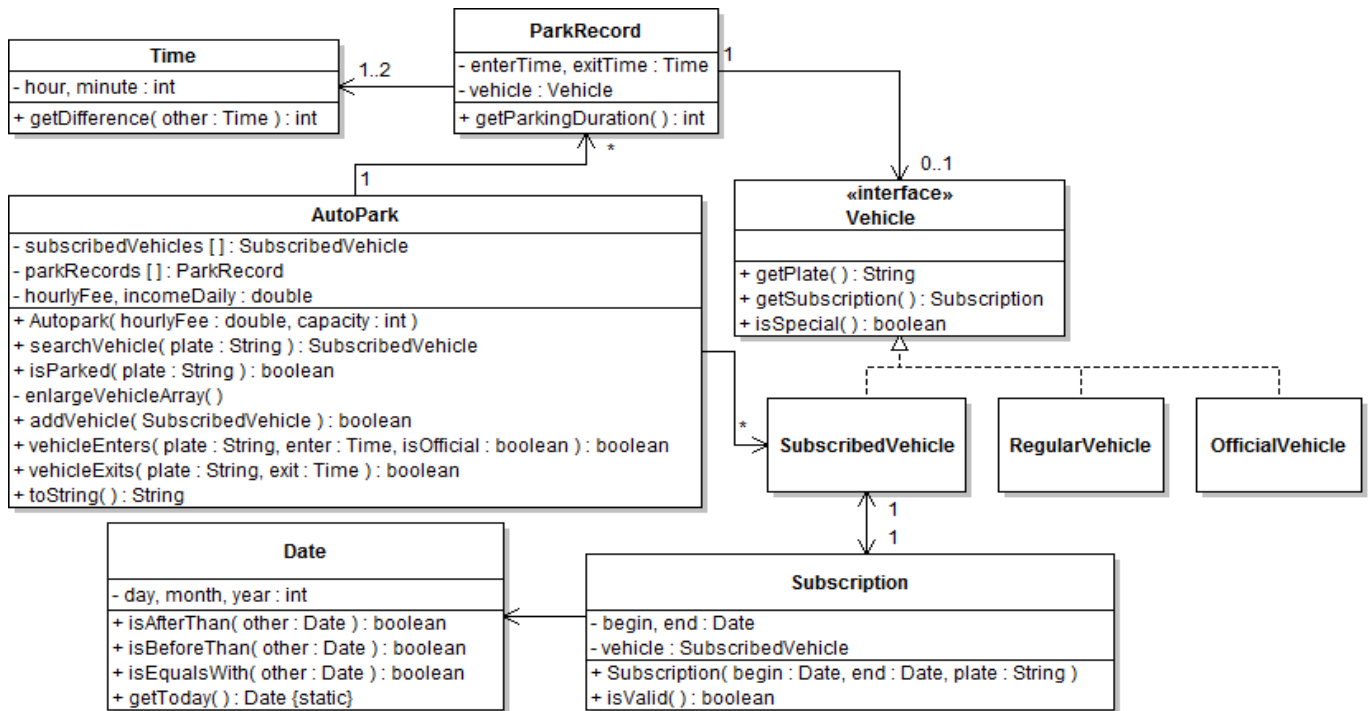 Time
- hour, minute : int
+ getDifference( other : Time ) : int
1..2
ParkRecord
- enterTime, exitTime : Time
- vehicle : Vehicle
+ getParkingDuration( ) : int
1
0..1
*
1
AutoPark
- subscribedVehicles [ ] : SubscribedVehicle
- parkRecords [ ] : ParkRecord
- hourlyFee, incomeDaily : double
+ Autopark( hourlyFee : double, capacity : int )
+ searchVehicle( plate : String ) : SubscribedVehicle
+ isParked( plate : String ) : boolean
- enlargeVehicleArray( )
+ addVehicle( SubscribedVehicle ) : boolean
+ vehicleEnters( plate : String, enter : Time, isOfficial : boolean ) : boolean
+ vehicleExits( plate : String, exit : Time ) : boolean
+ toString( ) : String
«interface»
Vehicle
+ getPlate( ) : String
+ getSubscription( ) : Subscription
+ isSpecial( ) : boolean
*
SubscribedVehicle
RegularVehicle
OfficialVehicle
1
1
Date
- day, month, year : int
+ isAfterThan( other : Date ) : boolean
+ isBeforeThan( other : Date ) : boolean
+ isEqualsWith( other : Date ) : boolean
+ getToday( ) : Date {static}
Subscription
- begin, end : Date
- vehicle : SubscribedVehicle
+ Subscription( begin : Date, end : Date, plate : String )
+ isValid( ) : boolean